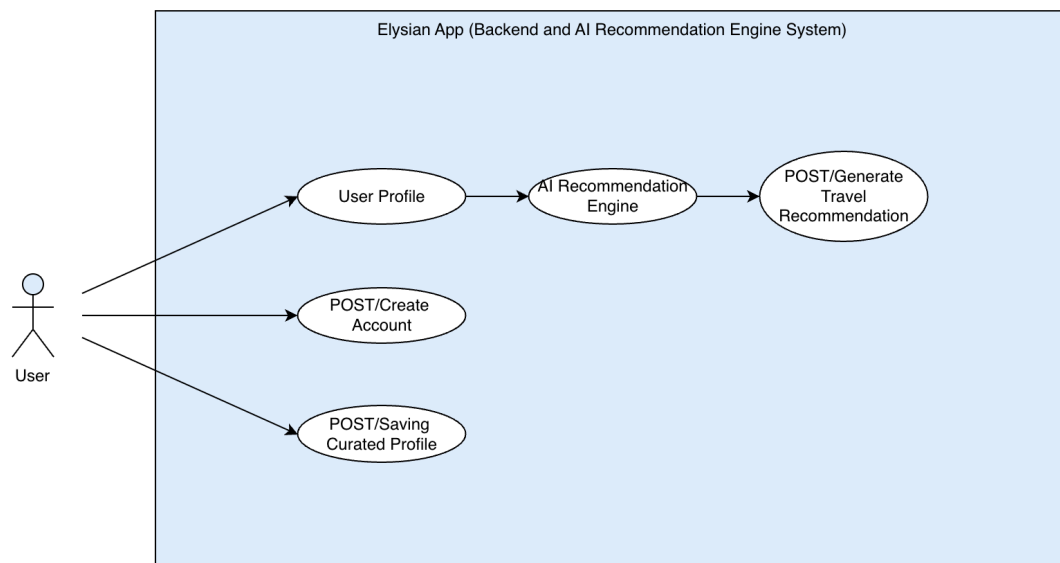 Elysian App (Backend and AI Recommendation Engine System)
User Profile
AI Recommendation
Engine
POST/Generate
Travel
Recommendation
POST/Create
Account
User
POST/Saving
Curated Profile